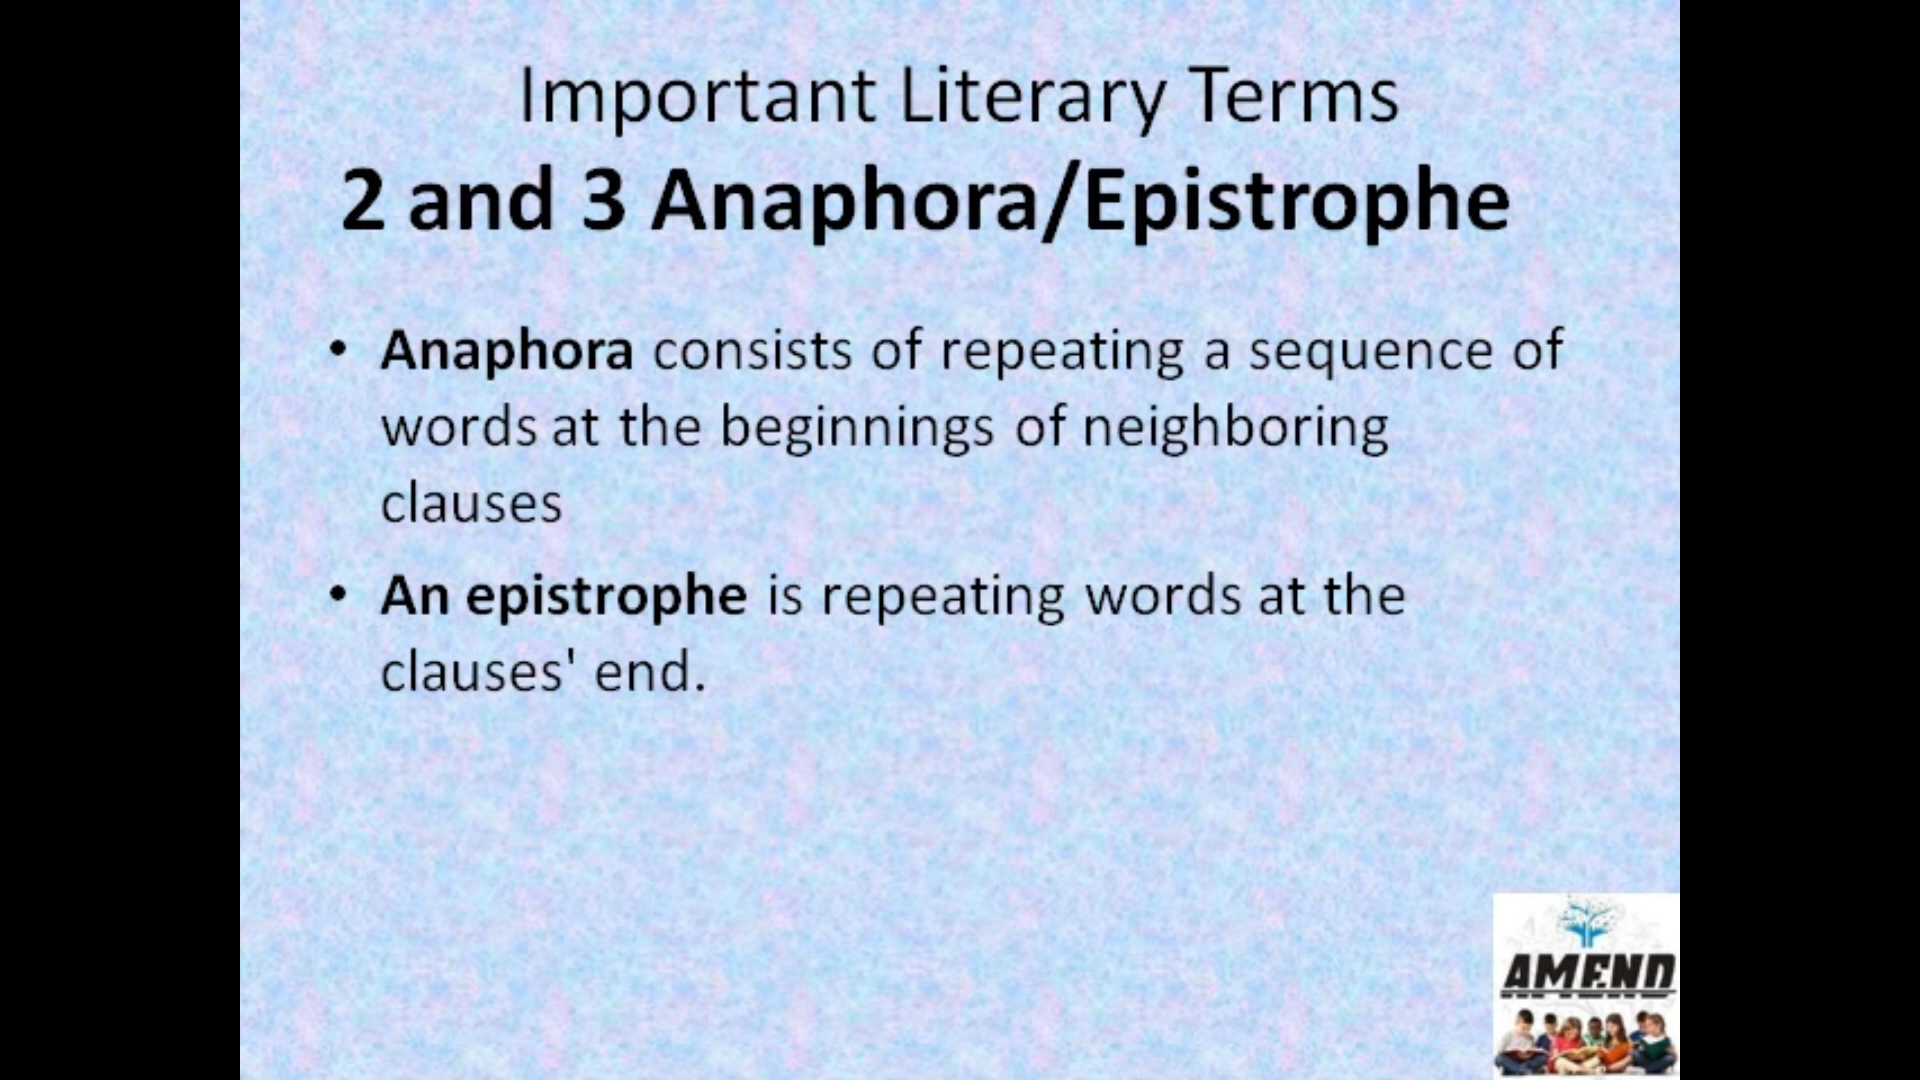 Important Literary Terms
2 and 3 Anaphora/Epistrophe
• Anaphora consists of repeating a sequence of
words at the beginnings of neighboring
clauses
• An epistrophe is repeating words at the
clauses' end.
AMEND